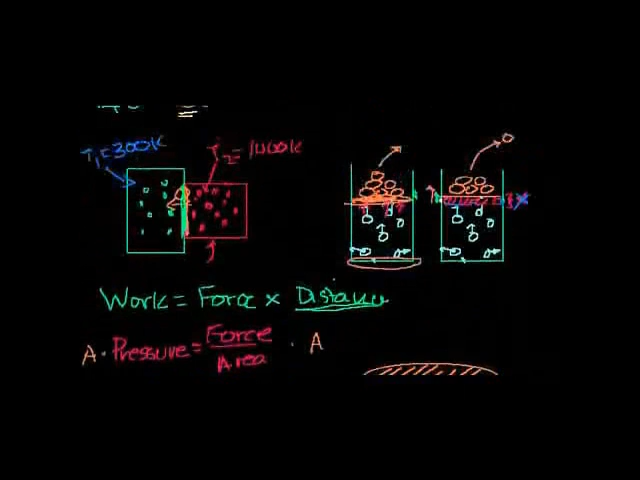 T₁=300K
T₂=1000K
x
Work = Force x Distance
A · Pressure = Force / Area · A